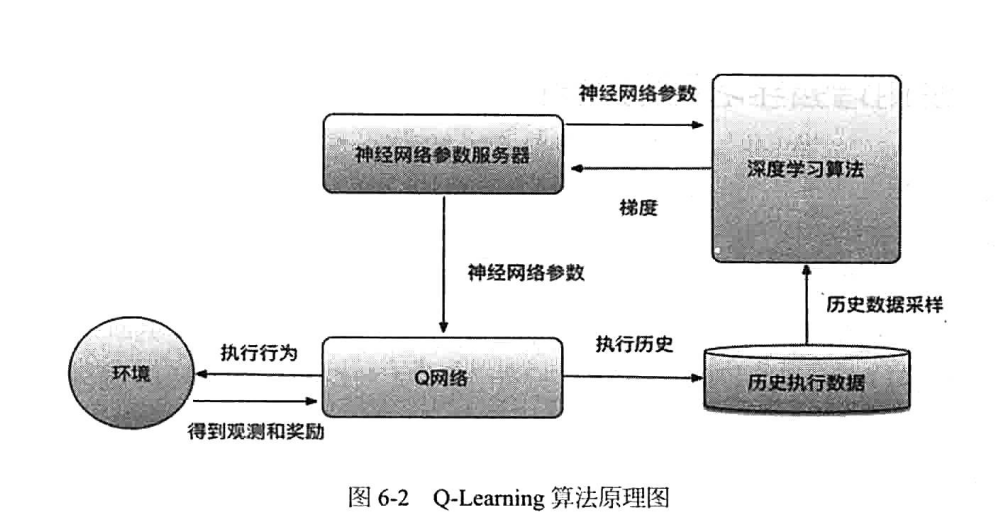 神经网络参数
神经网络参数服务器
深度学习算法
梯度
神经网络参数
历史数据采样
执行行为
执行历史
环境
Q网络
历史执行数据
得到观测和奖励
图 6-2 Q-Learning 算法原理图